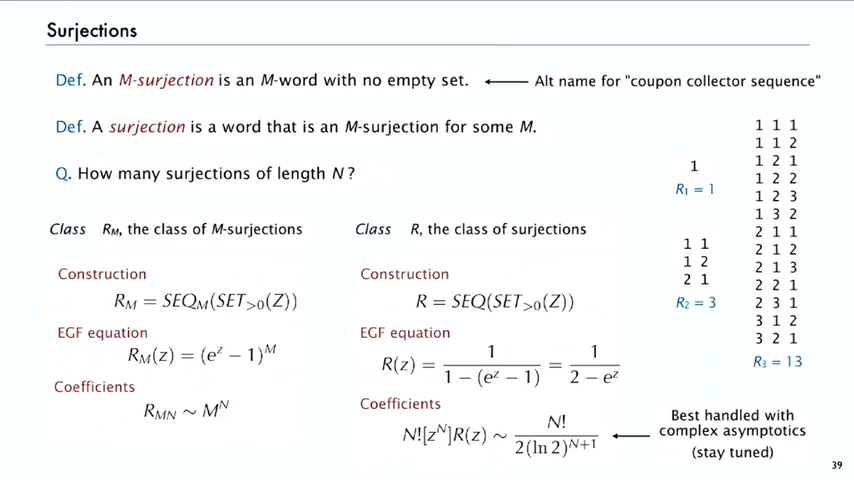 Surjections
Def. An M-surjection is an M-word with no empty set. ⟵ Alt name for "coupon collector sequence"
Def. A surjection is a word that is an M-surjection for some M.
Q. How many surjections of length N ?
Class R_M, the class of M-surjections
Construction
R_M = SEQ_M(SET_{>0}(Z))
EGF equation
R_M(z) = (e^z − 1)^M
Coefficients
R_{MN} ∼ M^N
Class R, the class of surjections
Construction
R = SEQ(SET_{>0}(Z))
EGF equation
R(z) = 1/(1 − (e^z − 1)) = 1/(2 − e^z)
Coefficients
N![z^N]R(z) ∼ N!/(2(ln 2)^{N+1})
⟵ Best handled with
complex asymptotics
(stay tuned)
1
R₁ = 1
1 1
1 2
2 1
R₂ = 3
1 1 1
1 1 2
1 2 1
1 2 2
1 2 3
1 3 2
2 1 1
2 1 2
2 1 3
2 2 1
2 3 1
3 1 2
3 2 1
R₃ = 13
39